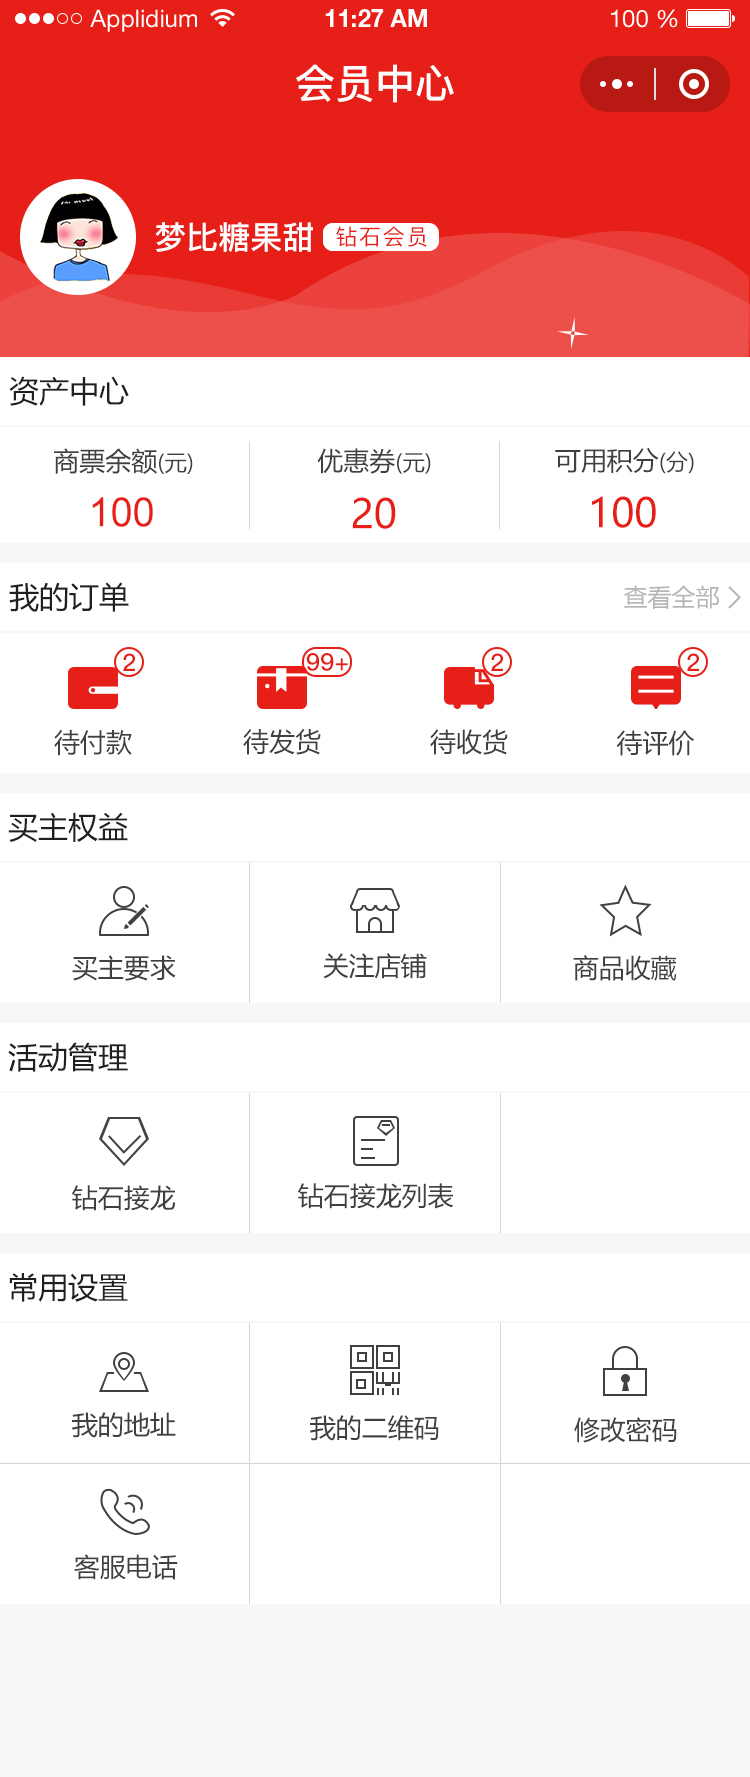 Applidium 11:27 AM 100 %
会员中心
梦比糖果甜 钻石会员
资产中心
商票余额(元) 优惠券(元) 可用积分(分)
100 20 100
我的订单 查看全部
2 99+ 2 2
待付款 待发货 待收货 待评价
买主权益
买主要求 关注店铺 商品收藏
活动管理
钻石接龙 钻石接龙列表
常用设置
我的地址 我的二维码 修改密码
客服电话